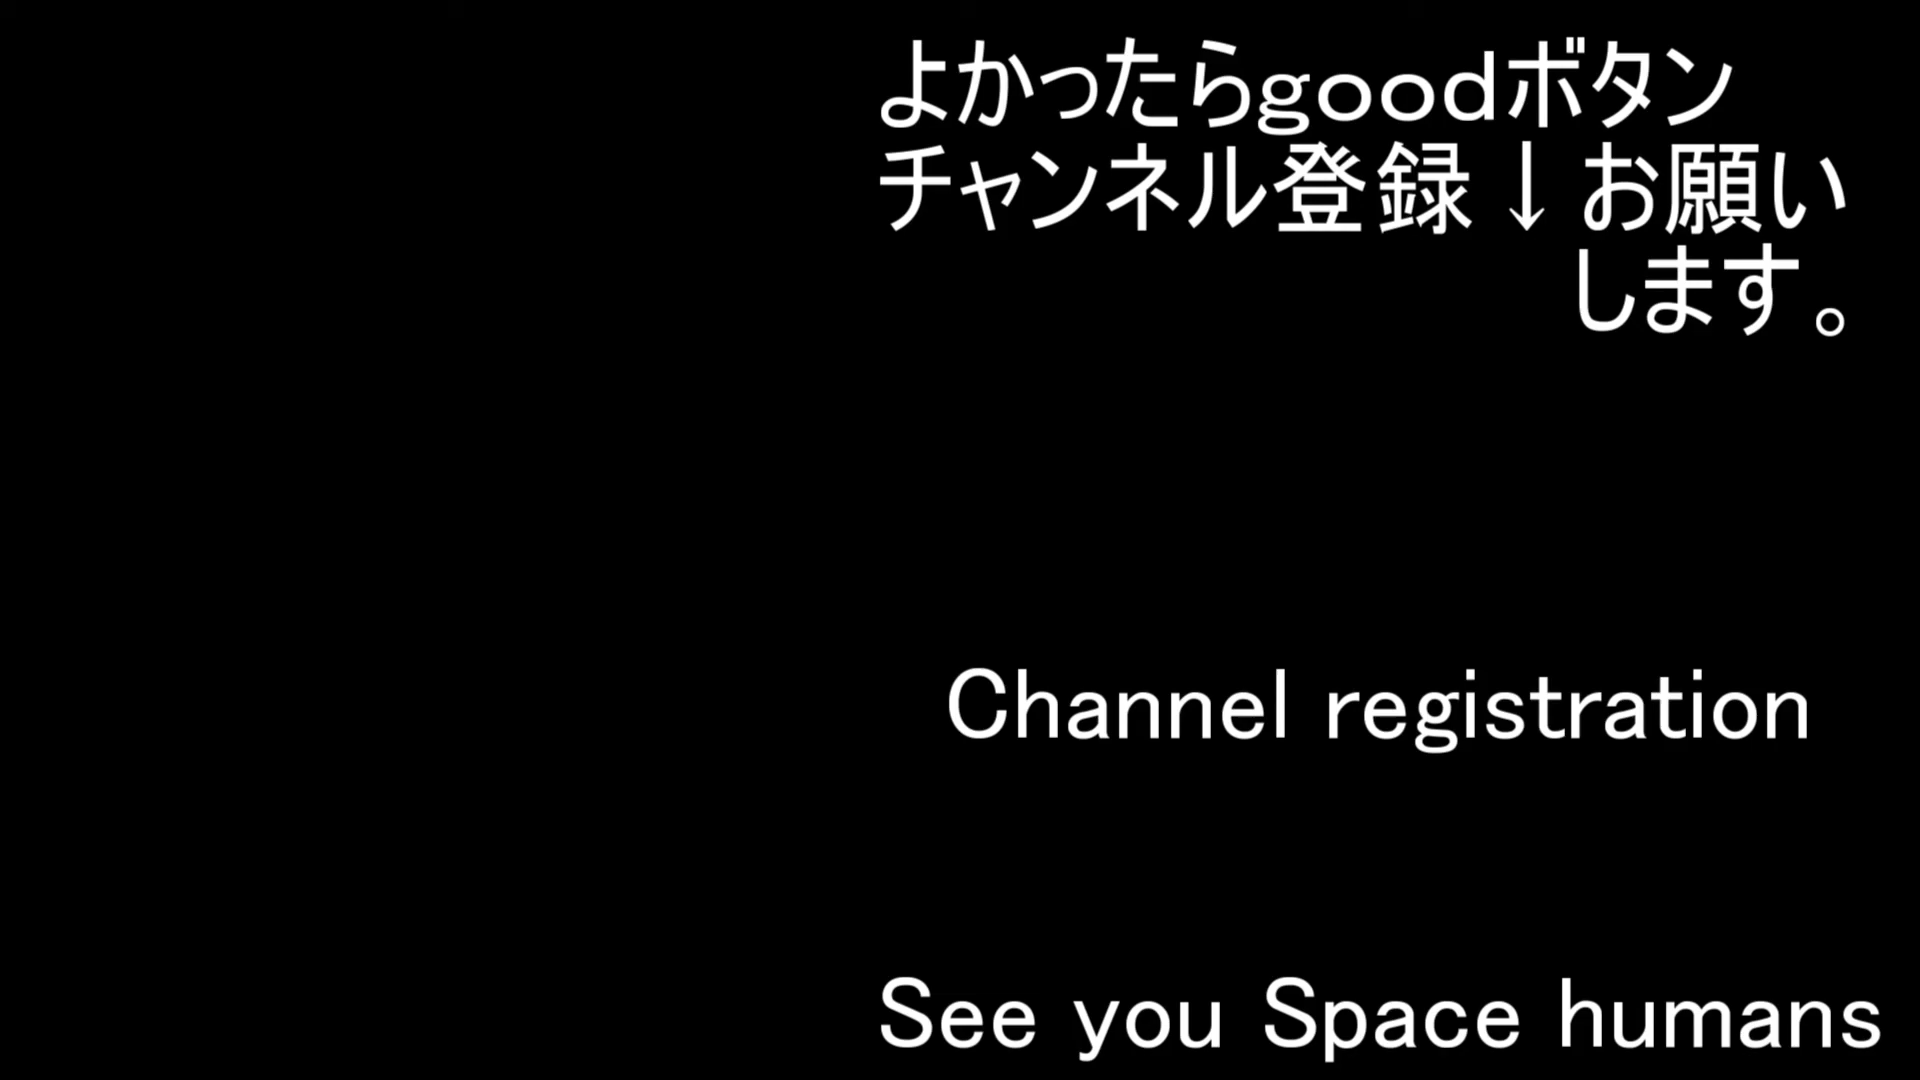 よかったらｇｏｏｄボタン
チャンネル登録↓お願い
します。
Channel registration
See you Space humans